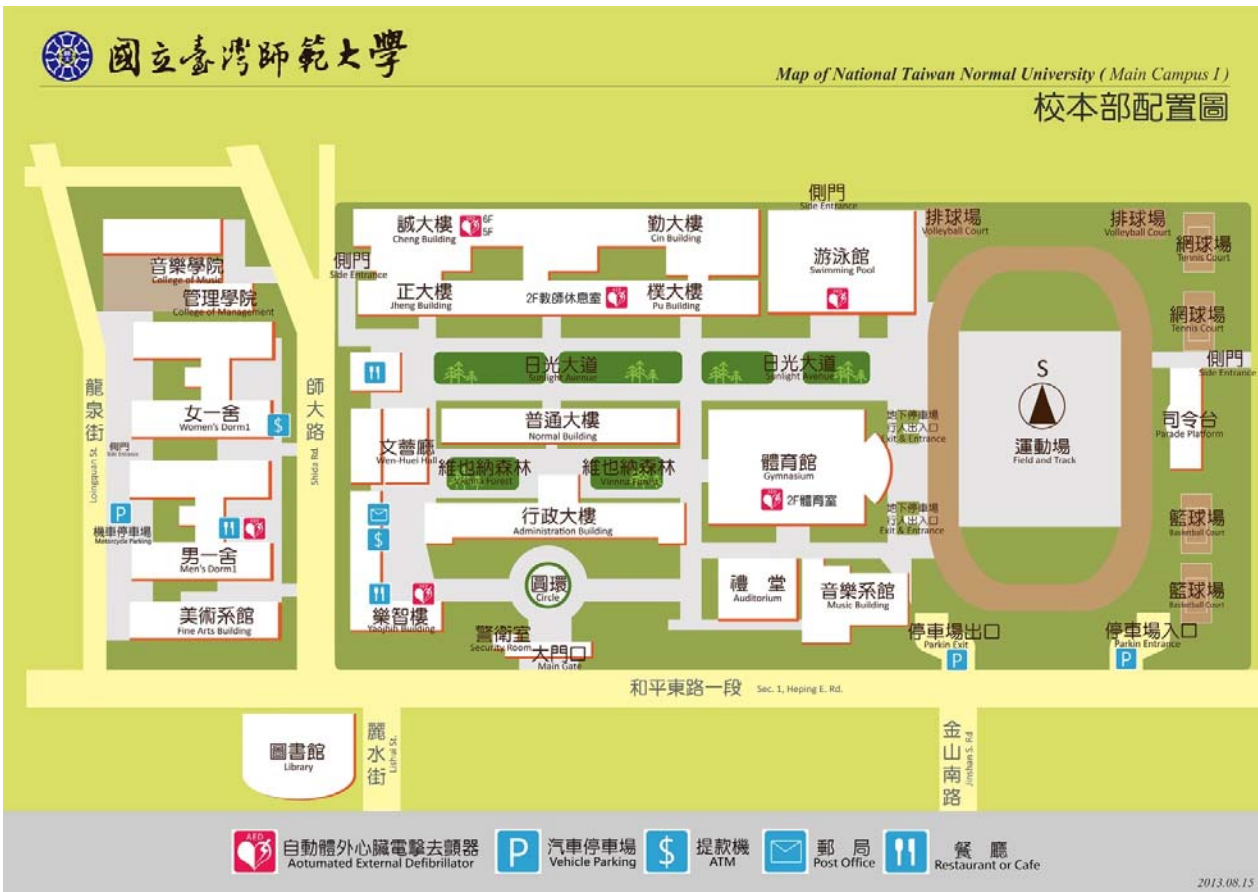 國立臺灣師範大學
Map of National Taiwan Normal University ( Main Campus I )
校本部配置圖
側門
Side Entrance
誠大樓
Cheng Building
AED
6F
5F
勤大樓
Cin Building
排球場
Volleyball Court
排球場
Volleyball Court
網球場
Tennis Court
側門
Side Entrance
游泳館
Swimming Pool
音樂學院
College of Music
管理學院
College of Management
正大樓
Jheng Building
2F教師休息室
樸大樓
Pu Building
網球場
Tennis Court
日光大道
Sunlight Avenue
日光大道
Sunlight Avenue
側門
Side Entrance
S
龍泉街
Loingquan St.
師大路
Shida Rd.
女一舍
Women's Dorm1
$
側門
Side Entrance
文薈廳
Wen-Huei Hall
普通大樓
Normal Building
地下停車場
行人出入口
Exit & Entrance
運動場
Field and Track
司令台
Parade Platform
維也納森林
Vienna Forest
維也納森林
Vienna Forest
體育館
Gymnasium
2F體育室
P
機車停車場
Motorcycle Parking
行政大樓
Administration Building
$
地下停車場
行人出入口
Exit & Entrance
籃球場
Basketball Court
男一舍
Men's Dorm1
圓環
Circle
禮 堂
Auditorium
音樂系館
Music Building
籃球場
Basketball Court
美術系館
Fine Arts Building
樂智樓
Yaojhih Building
警衛室
Security Room
大門口
Main Gate
停車場出口
Parkin Exit
P
停車場入口
Parkin Entrance
P
和平東路一段 Sec. 1, Heping E. Rd.
圖書館
Library
麗水街
Lishui St.
金山南路
Jinshan S. Rd
AED
自動體外心臟電擊去顫器
Aotumated External Defibrillator
P
汽車停車場
Vehicle Parking
$
提款機
ATM
郵 局
Post Office
餐 廳
Restaurant or Cafe
2013.08.15